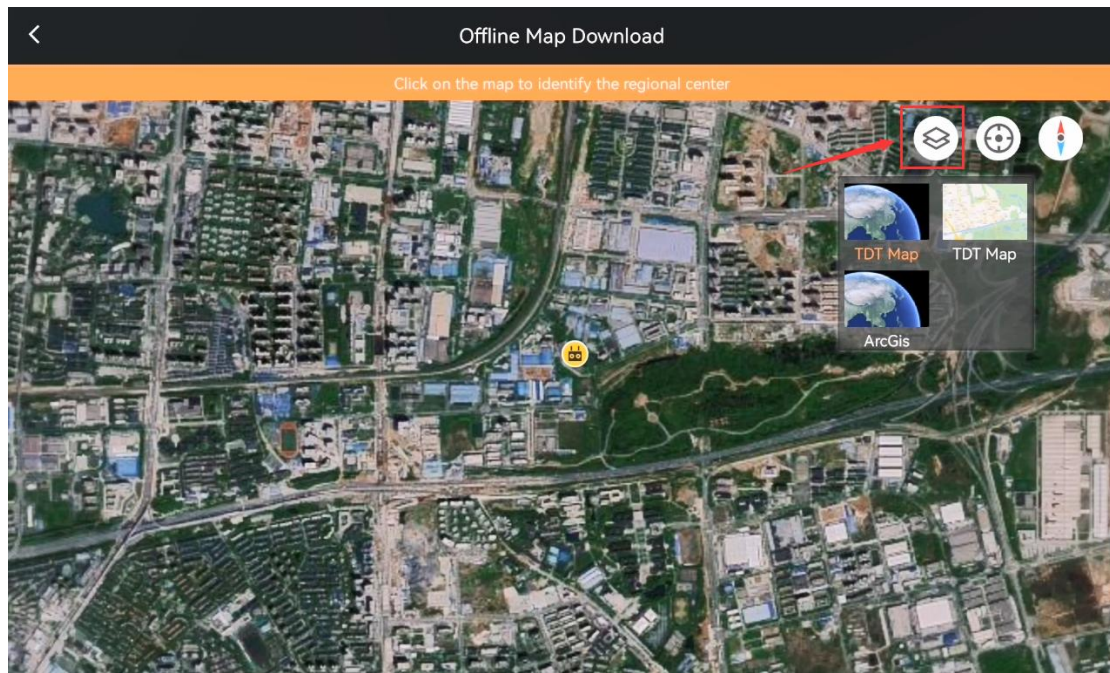 Offline Map Download
Click on the map to identify the regional center
TDT Map
TDT Map
ArcGis